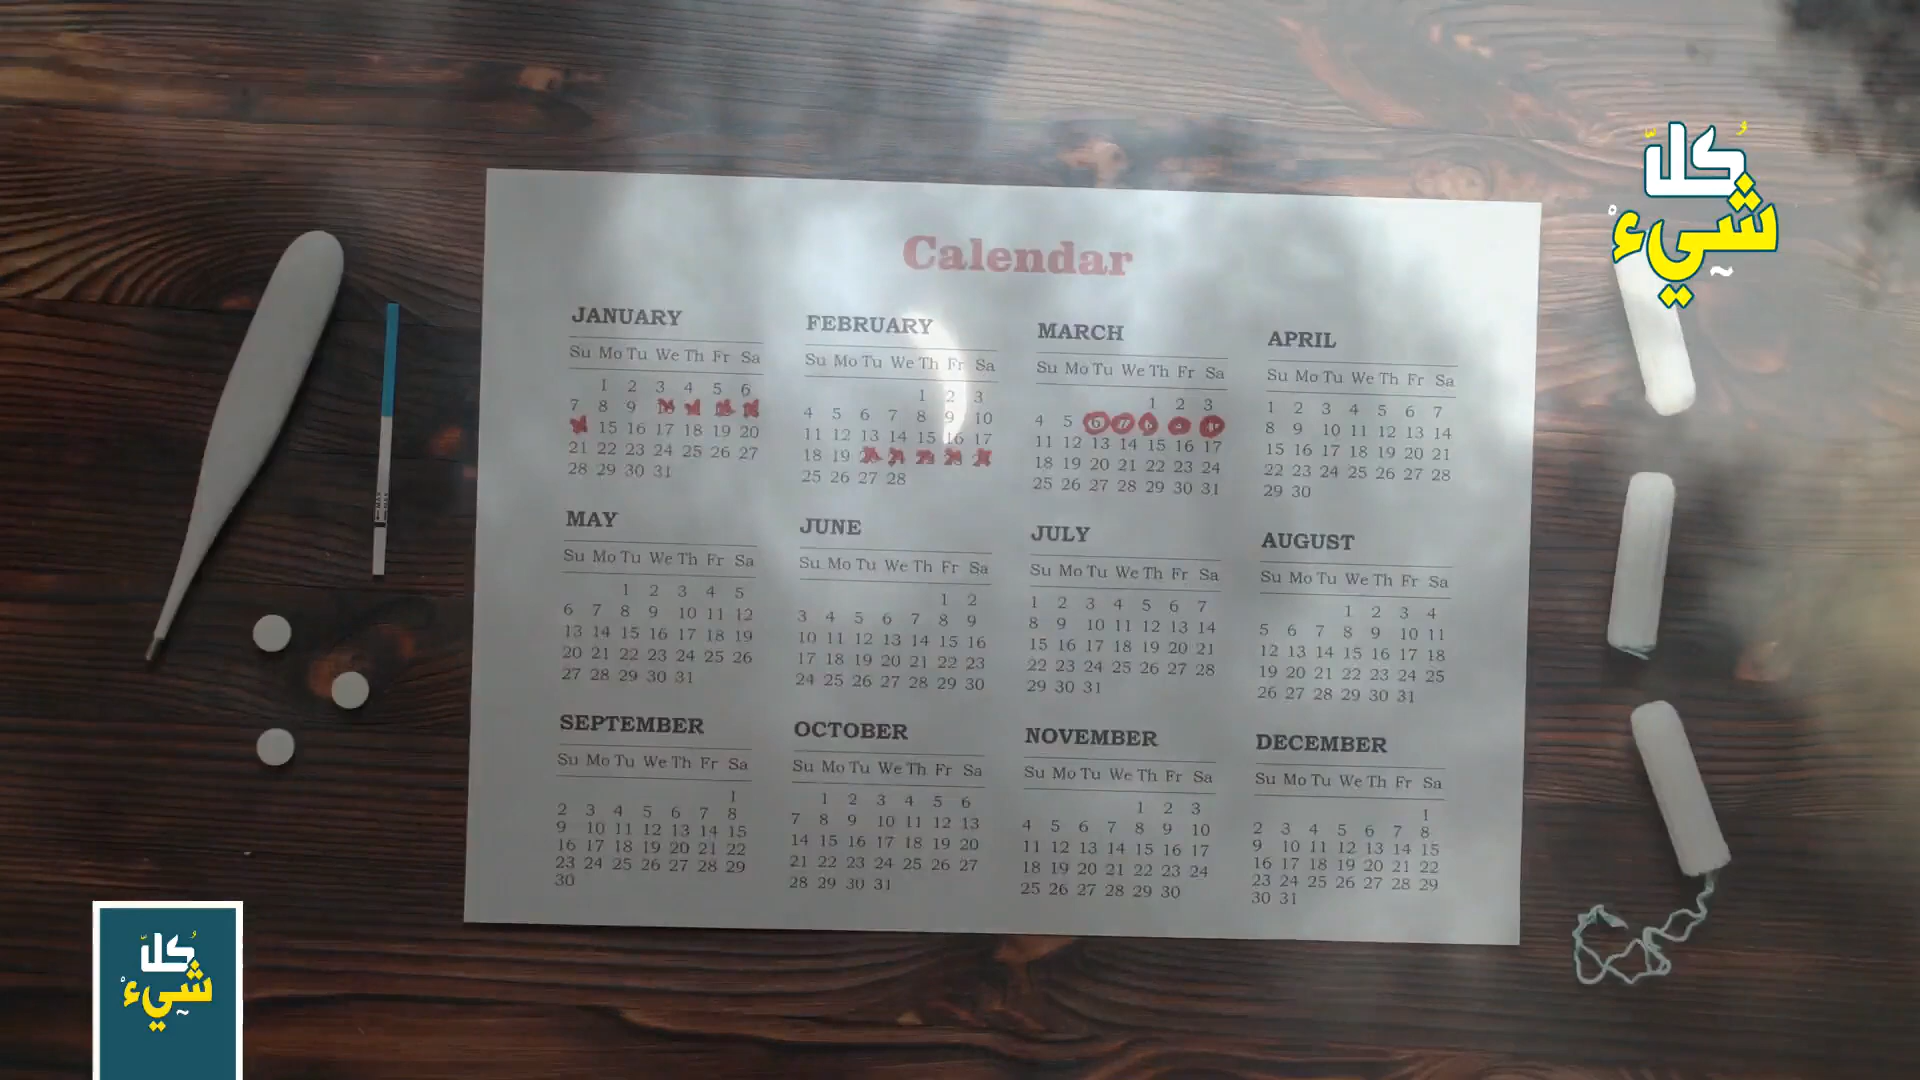 كلّ
شيء
Calendar
JANUARY
Su Mo Tu We Th Fr Sa
1 2 3 4 5 6
7 8 9
15 16 17 18 19 20
21 22 23 24 25 26 27
28 29 30 31
FEBRUARY
Su Mo Tu We Th Fr Sa
1 2 3
4 5 6 7 8 9 10
11 12 13 14 15 16 17
18 19
25 26 27 28
MARCH
Su Mo Tu We Th Fr Sa
1 2 3
4 5 6 7
11 12 13 14 15 16 17
18 19 20 21 22 23 24
25 26 27 28 29 30 31
APRIL
Su Mo Tu We Th Fr Sa
1 2 3 4 5 6 7
8 9 10 11 12 13 14
15 16 17 18 19 20 21
22 23 24 25 26 27 28
29 30
MAY
Su Mo Tu We Th Fr Sa
1 2 3 4 5
6 7 8 9 10 11 12
13 14 15 16 17 18 19
20 21 22 23 24 25 26
27 28 29 30 31
JUNE
Su Mo Tu We Th Fr Sa
1 2
3 4 5 6 7 8 9
10 11 12 13 14 15 16
17 18 19 20 21 22 23
24 25 26 27 28 29 30
JULY
Su Mo Tu We Th Fr Sa
1 2 3 4 5 6 7
8 9 10 11 12 13 14
15 16 17 18 19 20 21
22 23 24 25 26 27 28
29 30 31
AUGUST
Su Mo Tu We Th Fr Sa
1 2 3 4
5 6 7 8 9 10 11
12 13 14 15 16 17 18
19 20 21 22 23 24 25
26 27 28 29 30 31
SEPTEMBER
Su Mo Tu We Th Fr Sa
1
2 3 4 5 6 7 8
9 10 11 12 13 14 15
16 17 18 19 20 21 22
23 24 25 26 27 28 29
30
OCTOBER
Su Mo Tu We Th Fr Sa
1 2 3 4 5 6
7 8 9 10 11 12 13
14 15 16 17 18 19 20
21 22 23 24 25 26 27
28 29 30 31
NOVEMBER
Su Mo Tu We Th Fr Sa
1 2 3
4 5 6 7 8 9 10
11 12 13 14 15 16 17
18 19 20 21 22 23 24
25 26 27 28 29 30
DECEMBER
Su Mo Tu We Th Fr Sa
1
2 3 4 5 6 7 8
9 10 11 12 13 14 15
16 17 18 19 20 21 22
23 24 25 26 27 28 29
30 31
كلّ
شيء